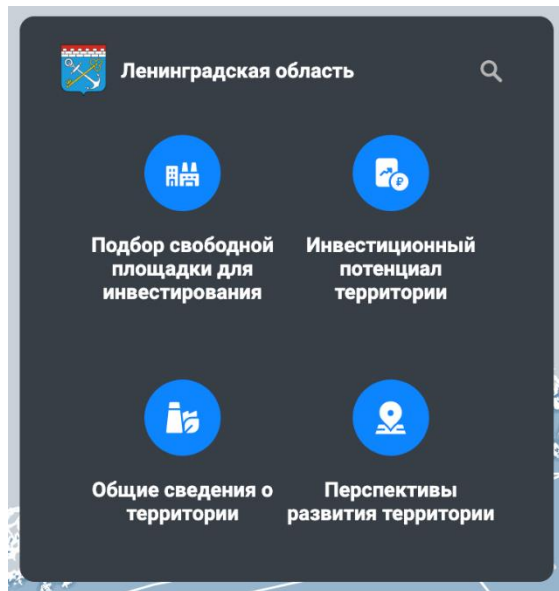 Ленинградская область
Подбор свободной
площадки для
инвестирования
Инвестиционный
потенциал
территории
Общие сведения о
территории
Перспективы
развития территории